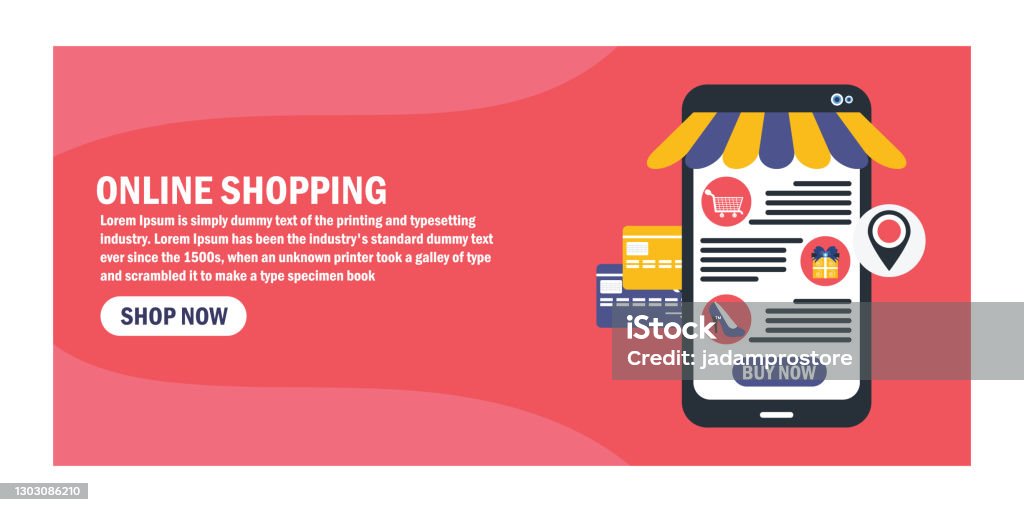 ONLINE SHOPPING
Lorem Ipsum is simply dummy text of the printing and typesetting
industry. Lorem Ipsum has been the industry's standard dummy text
ever since the 1500s, when an unknown printer took a galley of type
and scrambled it to make a type specimen book
SHOP NOW
iStock™
Credit: jadamprostore
BUY NOW
1303086210